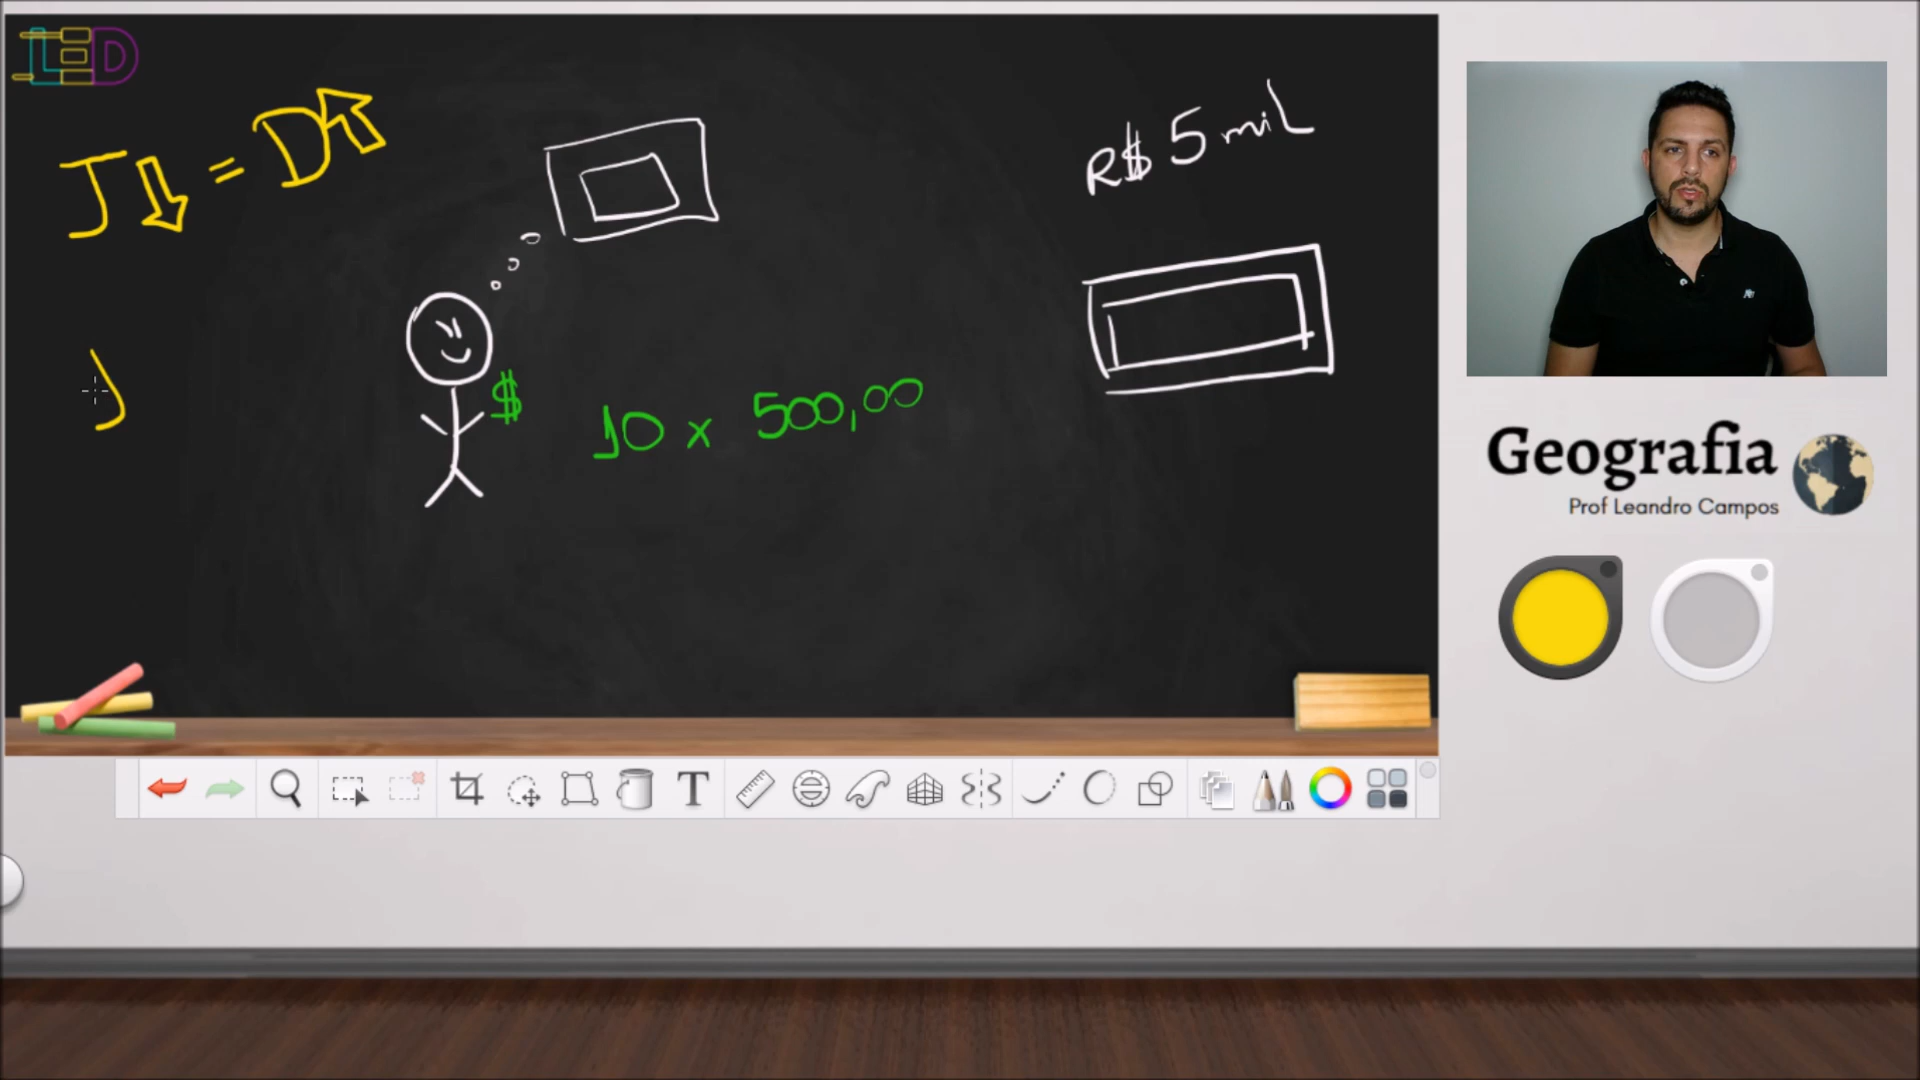 LED
J = D
R$ 5 mil
J
$
10 x 500,00
Geografia
Prof Leandro Campos
T